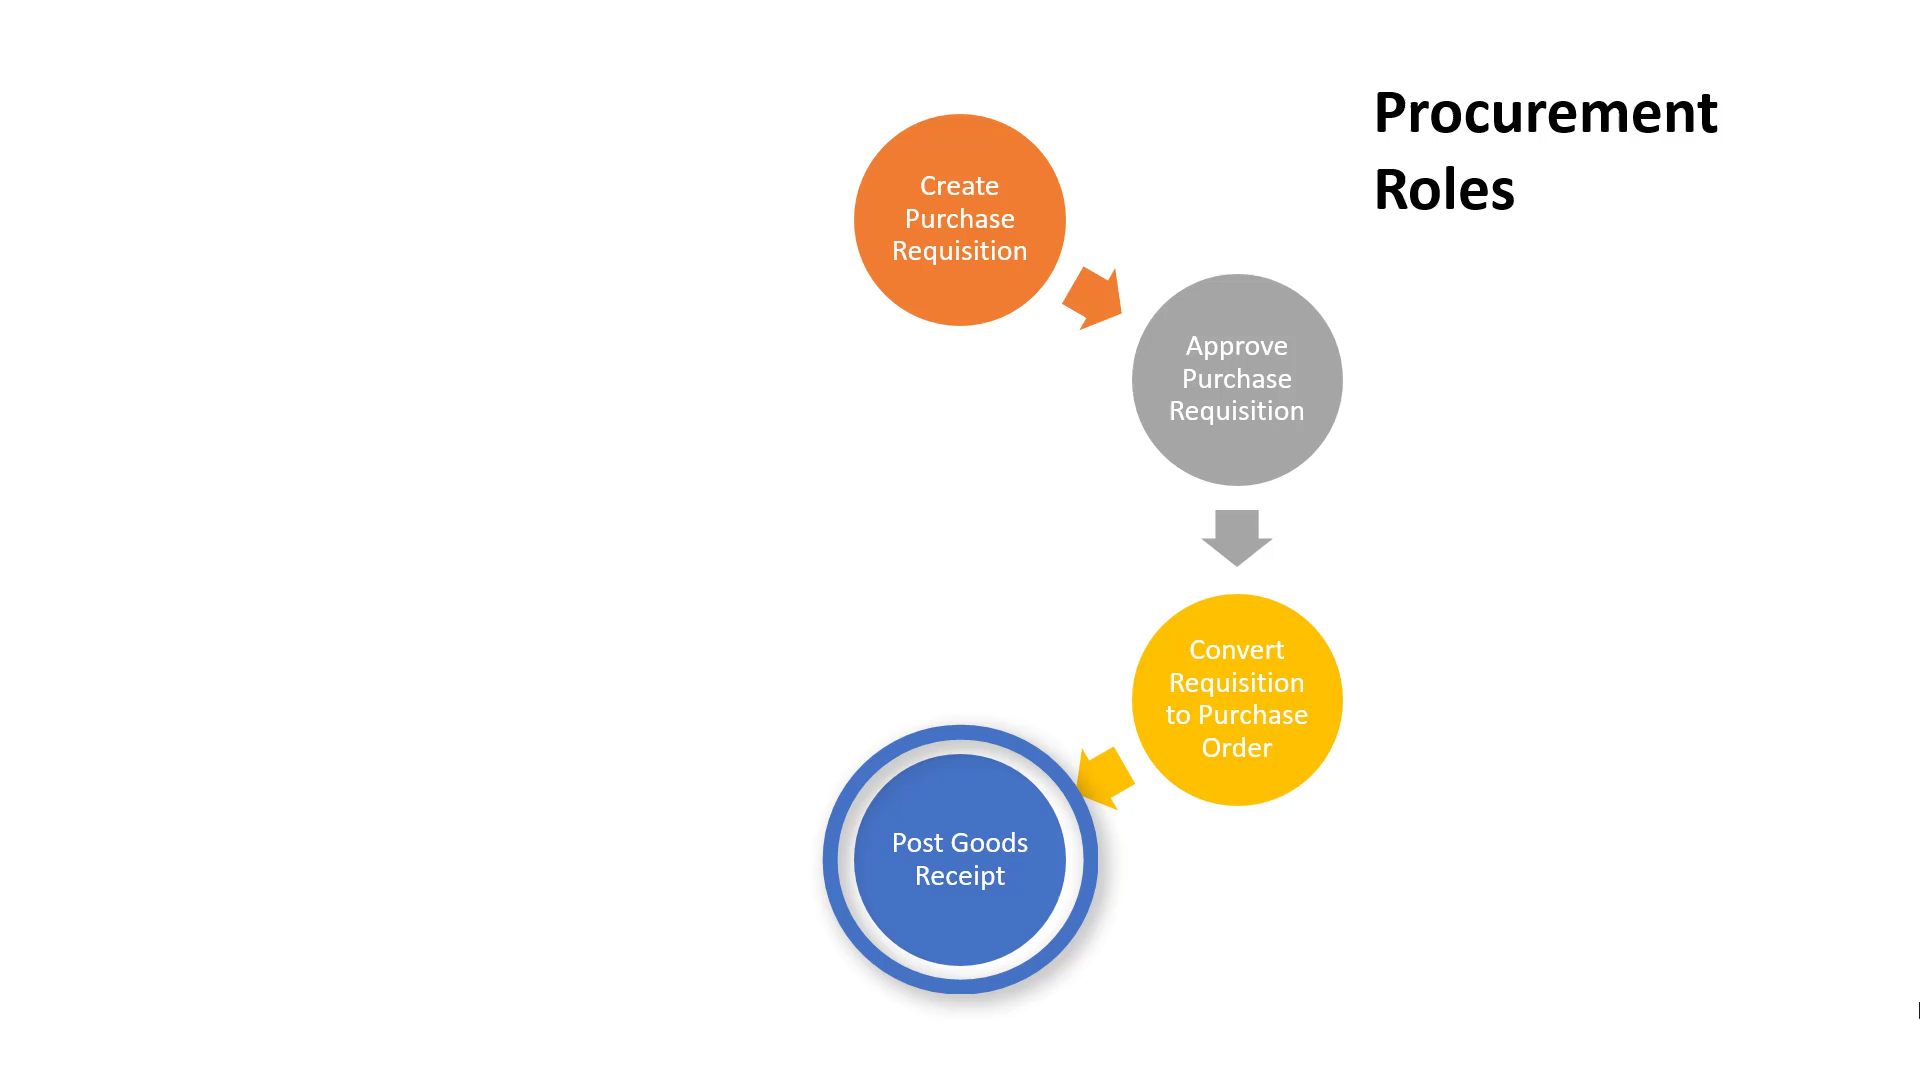 Procurement
Roles
Create
Purchase
Requisition
Approve
Purchase
Requisition
Convert
Requisition
to Purchase
Order
Post Goods
Receipt